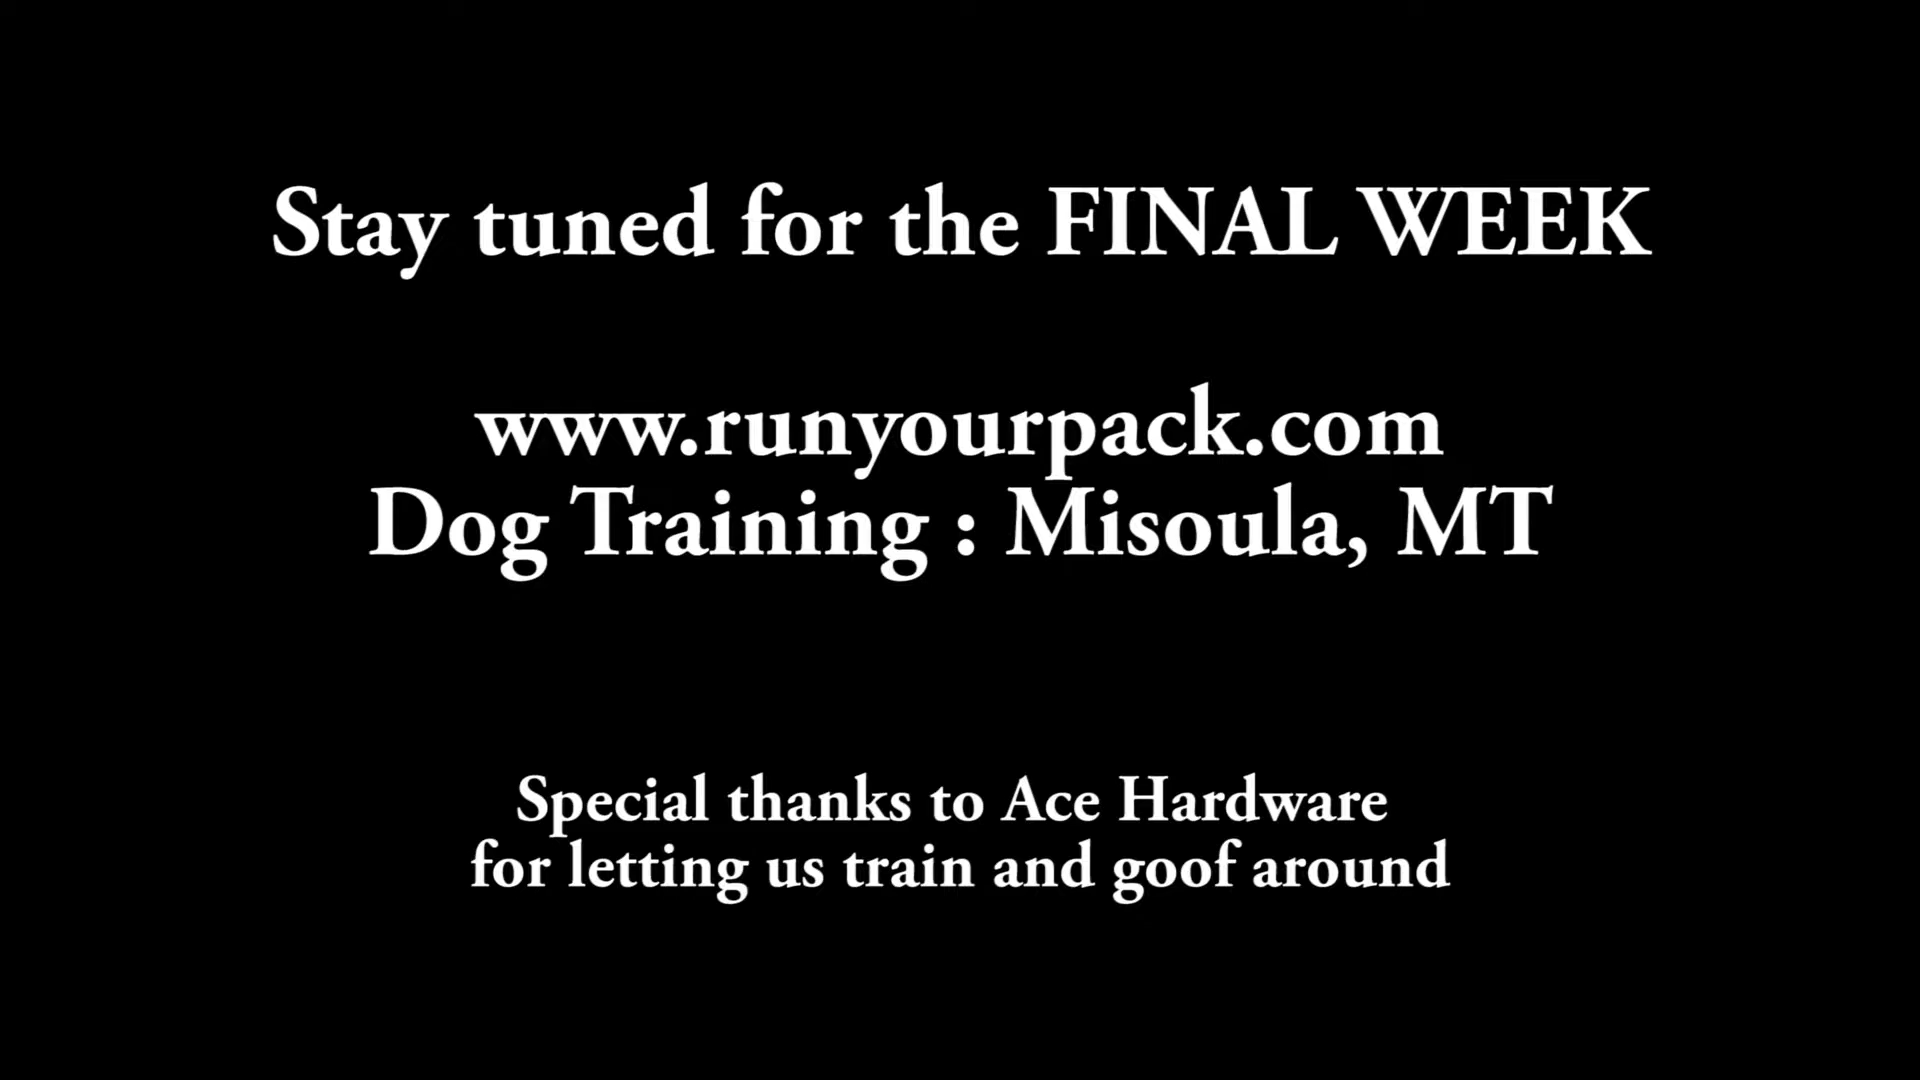 Stay tuned for the FINAL WEEK
www.runyourpack.com
Dog Training : Misoula, MT
Special thanks to Ace Hardware
for letting us train and goof around